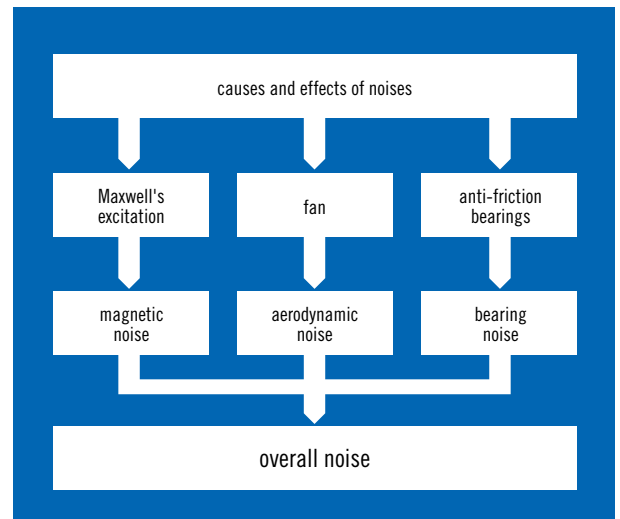 causes and effects of noises
Maxwell's
excitation
fan
anti-friction
bearings
magnetic
noise
aerodynamic
noise
bearing
noise
overall noise